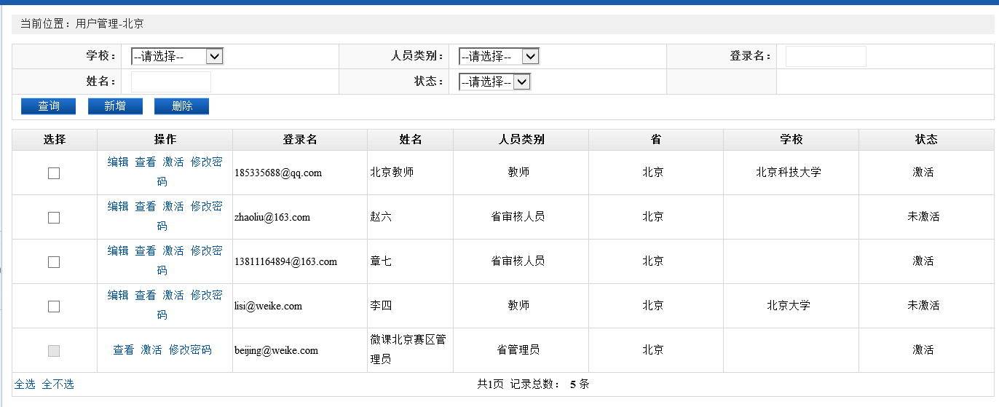 当前位置：用户管理-北京
学校： --请选择-- 人员类别： --请选择-- 登录名：
姓名： 状态： --请选择--
查询 新增 删除
选择 操作 登录名 姓名 人员类别 省 学校 状态
编辑 查看 激活 修改密
码
185335688@qq.com 北京教师 教师 北京 北京科技大学 激活
编辑 查看 激活 修改密
码
zhaoliu@163.com 赵六 省审核人员 北京 未激活
编辑 查看 激活 修改密
码
13811164894@163.com 章七 省审核人员 北京 激活
编辑 查看 激活 修改密
码
lisi@weike.com 李四 教师 北京 北京大学 未激活
查看 激活 修改密码 beijing@weike.com
微课北京赛区管
理员
省管理员 北京 激活
全选 全不选 共1页 记录总数： 5 条